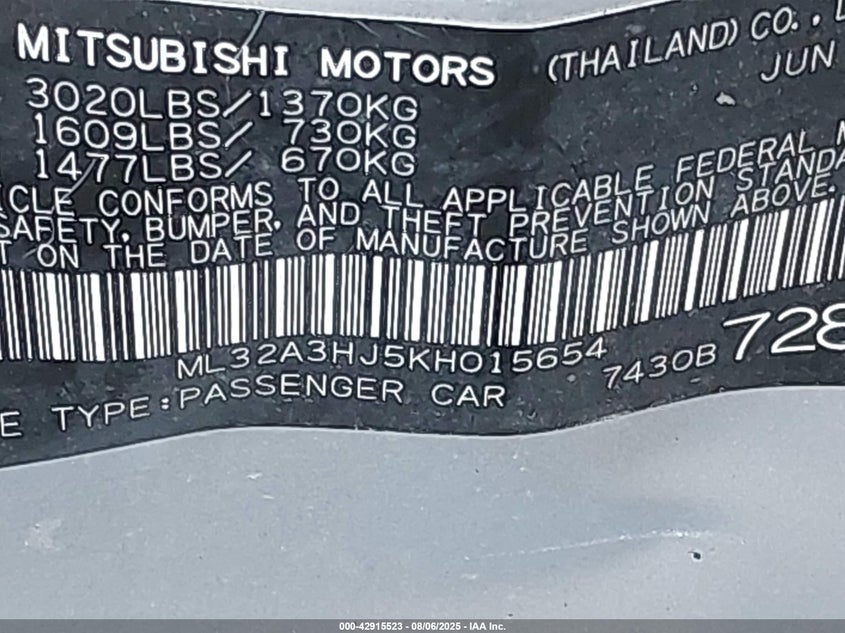 MITSUBISHI MOTORS (THAILAND) CO.,
JUN
3020LBS/1370KG
1609LBS/ 730KG
1477LBS/ 670KG
CONFORMS TO ALL APPLICABLE FEDERAL
SAFETY, BUMPER, AND THEFT PREVENTION
ON THE DATE OF MANUFACTURE SHOWN ABOVE.
ML32A3HJ5KH015654
7430B 728
TYPE:PASSENGER CAR
000-42915523 - 08/06/2025 - IAA Inc.